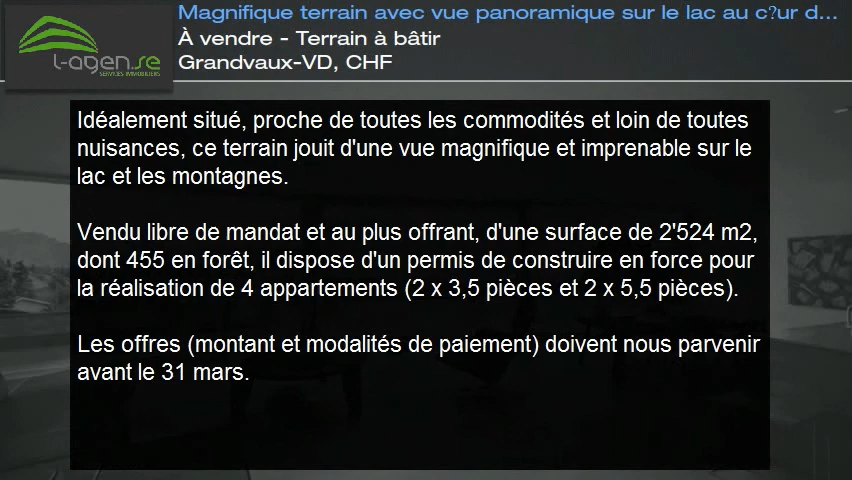 Magnifique terrain avec vue panoramique sur le lac au c?ur d...
À vendre - Terrain à bâtir
Grandvaux-VD, CHF
L-agen.se
SERVICES IMMOBILIERS
Idéalement situé, proche de toutes les commodités et loin de toutes
nuisances, ce terrain jouit d'une vue magnifique et imprenable sur le
lac et les montagnes.
Vendu libre de mandat et au plus offrant, d'une surface de 2'524 m2,
dont 455 en forêt, il dispose d'un permis de construire en force pour
la réalisation de 4 appartements (2 x 3,5 pièces et 2 x 5,5 pièces).
Les offres (montant et modalités de paiement) doivent nous parvenir
avant le 31 mars.